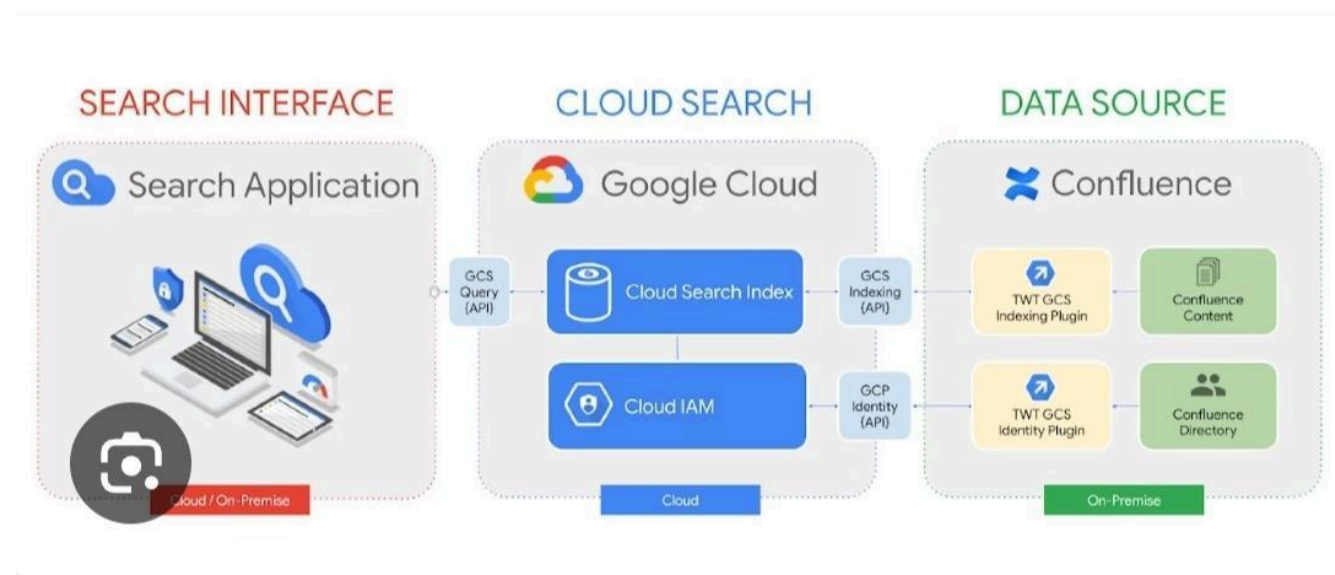 SEARCH INTERFACE
CLOUD SEARCH
DATA SOURCE
Search Application
Google Cloud
Confluence
GCS
Query
(API)
Cloud Search Index
GCS
Indexing
(API)
TWT GCS
Indexing Plugin
Confluence
Content
Cloud IAM
GCP
Identity
(API)
TWT GCS
Identity Plugin
Confluence
Directory
Cloud / On-Premise
Cloud
On-Premise